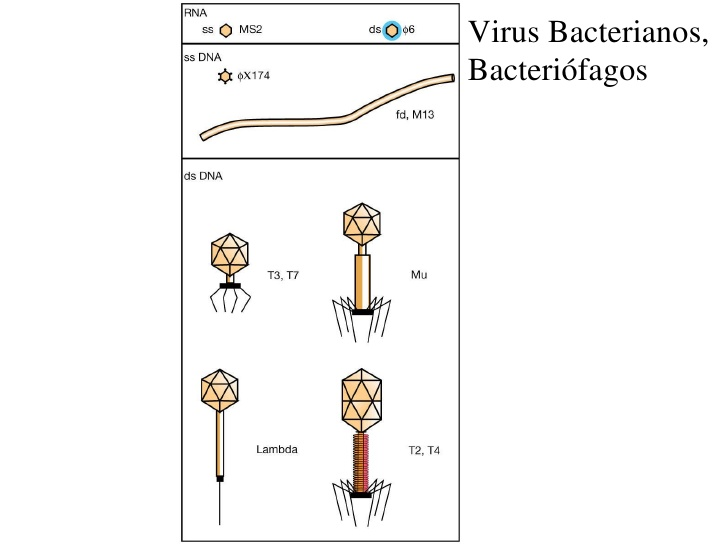 Virus Bacterianos,
Bacteriófagos
RNA
ss MS2
ds ϕ6
ss DNA
ϕX174
fd, M13
ds DNA
T3, T7
Mu
Lambda
T2, T4